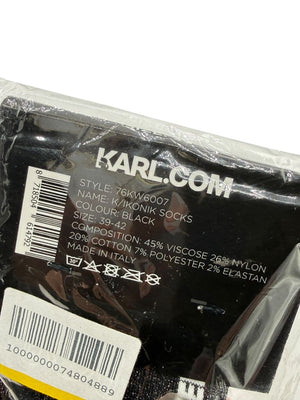 KARL.COM
STYLE: 76KW6007
NAME: K/IKONIK SOCKS
COLOUR: BLACK
SIZE: 39-42
COMPOSITION: 45% VISCOSE 26% NYLON
20% COTTON 7% POLYESTER 2% ELASTAN
MADE IN ITALY
1000000074804889